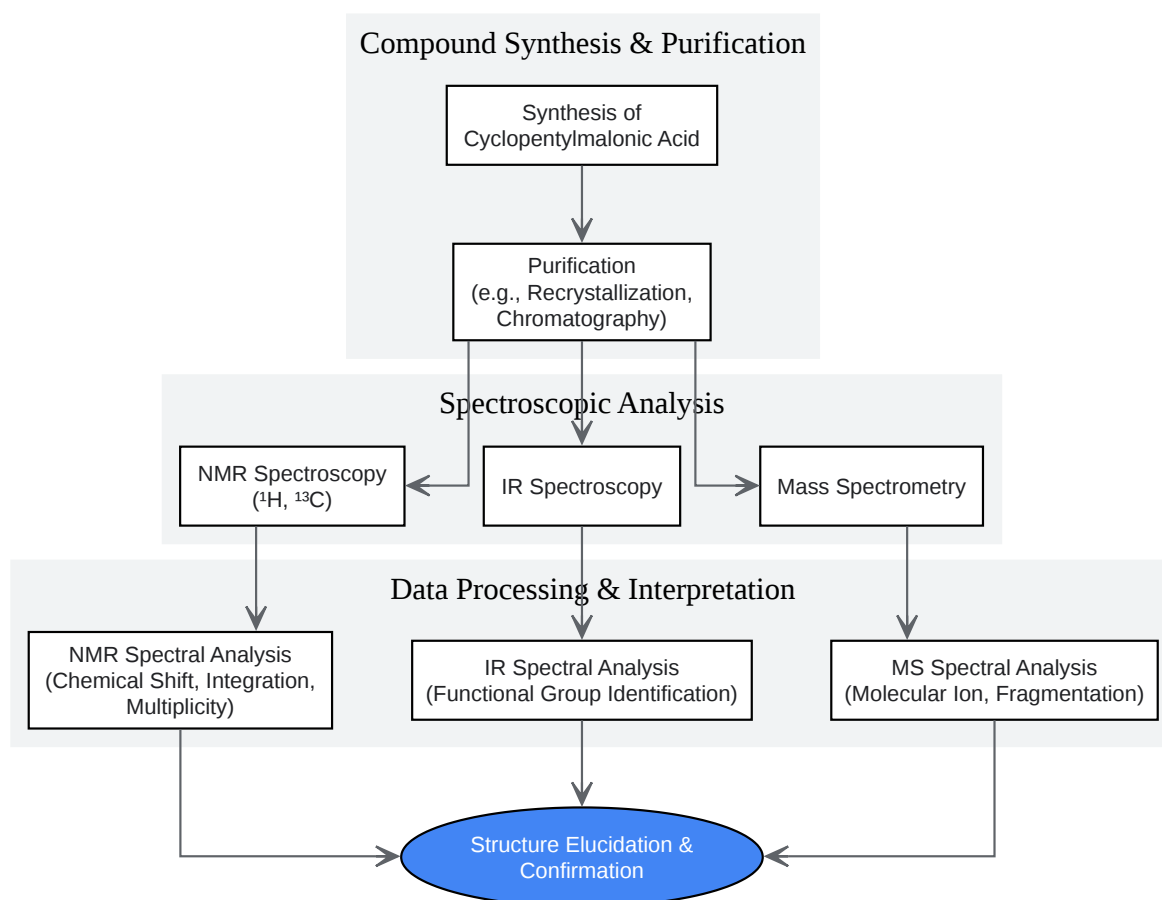 Compound Synthesis & Purification
Synthesis of
Cyclopentylmalonic Acid
Purification
(e.g., Recrystallization,
Chromatography)
Spectroscopic Analysis
NMR Spectroscopy
(¹H, ¹³C)
IR Spectroscopy
Mass Spectrometry
Data Processing & Interpretation
NMR Spectral Analysis
(Chemical Shift, Integration,
Multiplicity)
IR Spectral Analysis
(Functional Group Identification)
MS Spectral Analysis
(Molecular Ion, Fragmentation)
Structure Elucidation &
Confirmation